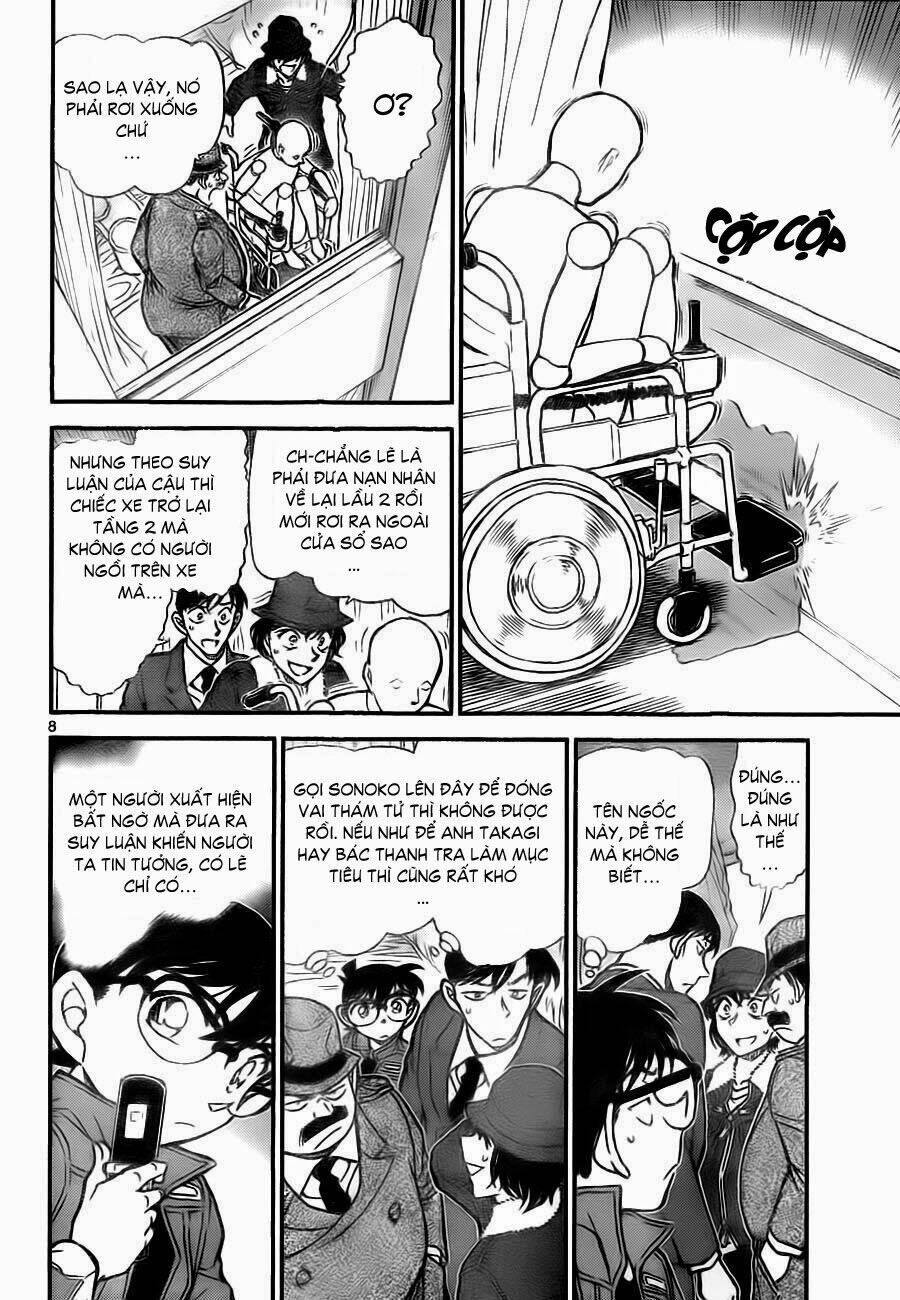 CỘP CỘP
Ơ?
SAO LẠ VẬY, NÓ
PHẢI RƠI XUỐNG
CHỨ
...
CH-CHẲNG LẼ LÀ
PHẢI ĐƯA NẠN NHÂN
VỀ LẠI LẦU 2 RỒI
MỚI RƠI RA NGOÀI
CỬA SỔ SAO
...
NHƯNG THEO SUY
LUẬN CỦA CẬU THÌ
CHIẾC XE TRỞ LẠI
TẦNG 2 MÀ
KHÔNG CÓ NGƯỜI
NGỒI TRÊN XE
MÀ...
8
ĐÚNG...
ĐÚNG
LÀ NHƯ
THẾ
...
TÊN NGỐC
NÀY, DỄ THẾ
MÀ KHÔNG
BIẾT...
GỌI SONOKO LÊN ĐÂY ĐỂ ĐÓNG
VAI THÁM TỬ THÌ KHÔNG ĐƯỢC
RỒI. NẾU NHƯ ĐỂ ANH TAKAGI
HAY BÁC THANH TRA LÀM MỤC
TIÊU THÌ CŨNG RẤT KHÓ
...
MỘT NGƯỜI XUẤT HIỆN
BẤT NGỜ MÀ ĐƯA RA
SUY LUẬN KHIẾN NGƯỜI
TA TIN TƯỞNG, CÓ LẼ
CHỈ CÓ...